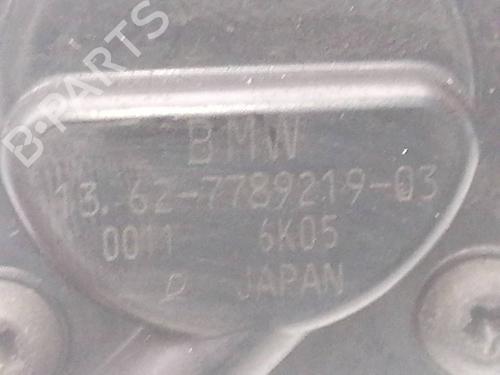 B-PARTS
BMW
13.62-7789219-03
0011 6K05
D JAPAN